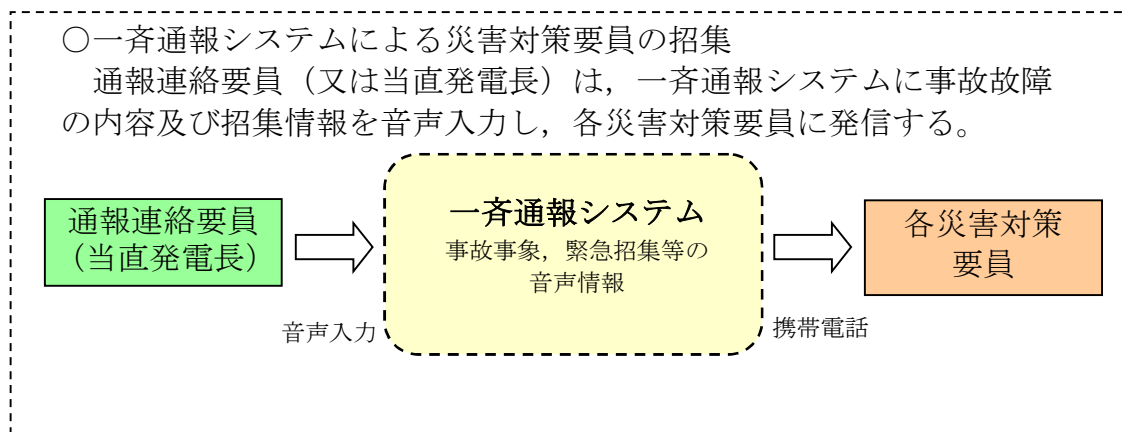 ○一斉通報システムによる災害対策要員の招集
通報連絡要員（又は当直発電長）は，一斉通報システムに事故故障
の内容及び招集情報を音声入力し，各災害対策要員に発信する。
通報連絡要員
（当直発電長）
音声入力
一斉通報システム
事故事象，緊急招集等の
音声情報
携帯電話
各災害対策
要員